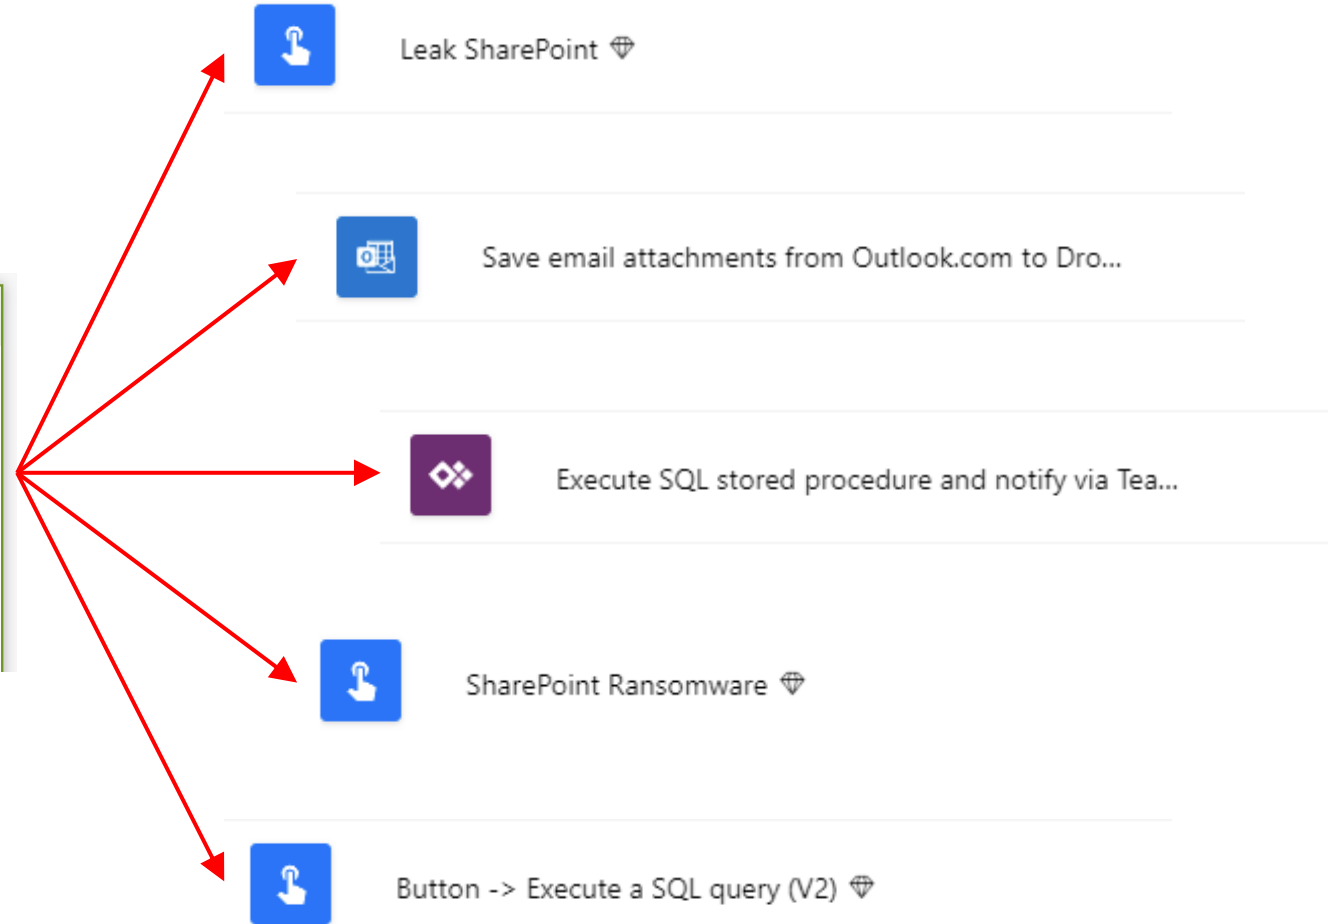 Leak SharePoint
Save email attachments from Outlook.com to Dro...
Execute SQL stored procedure and notify via Tea...
SharePoint Ransomware
Button -> Execute a SQL query (V2)